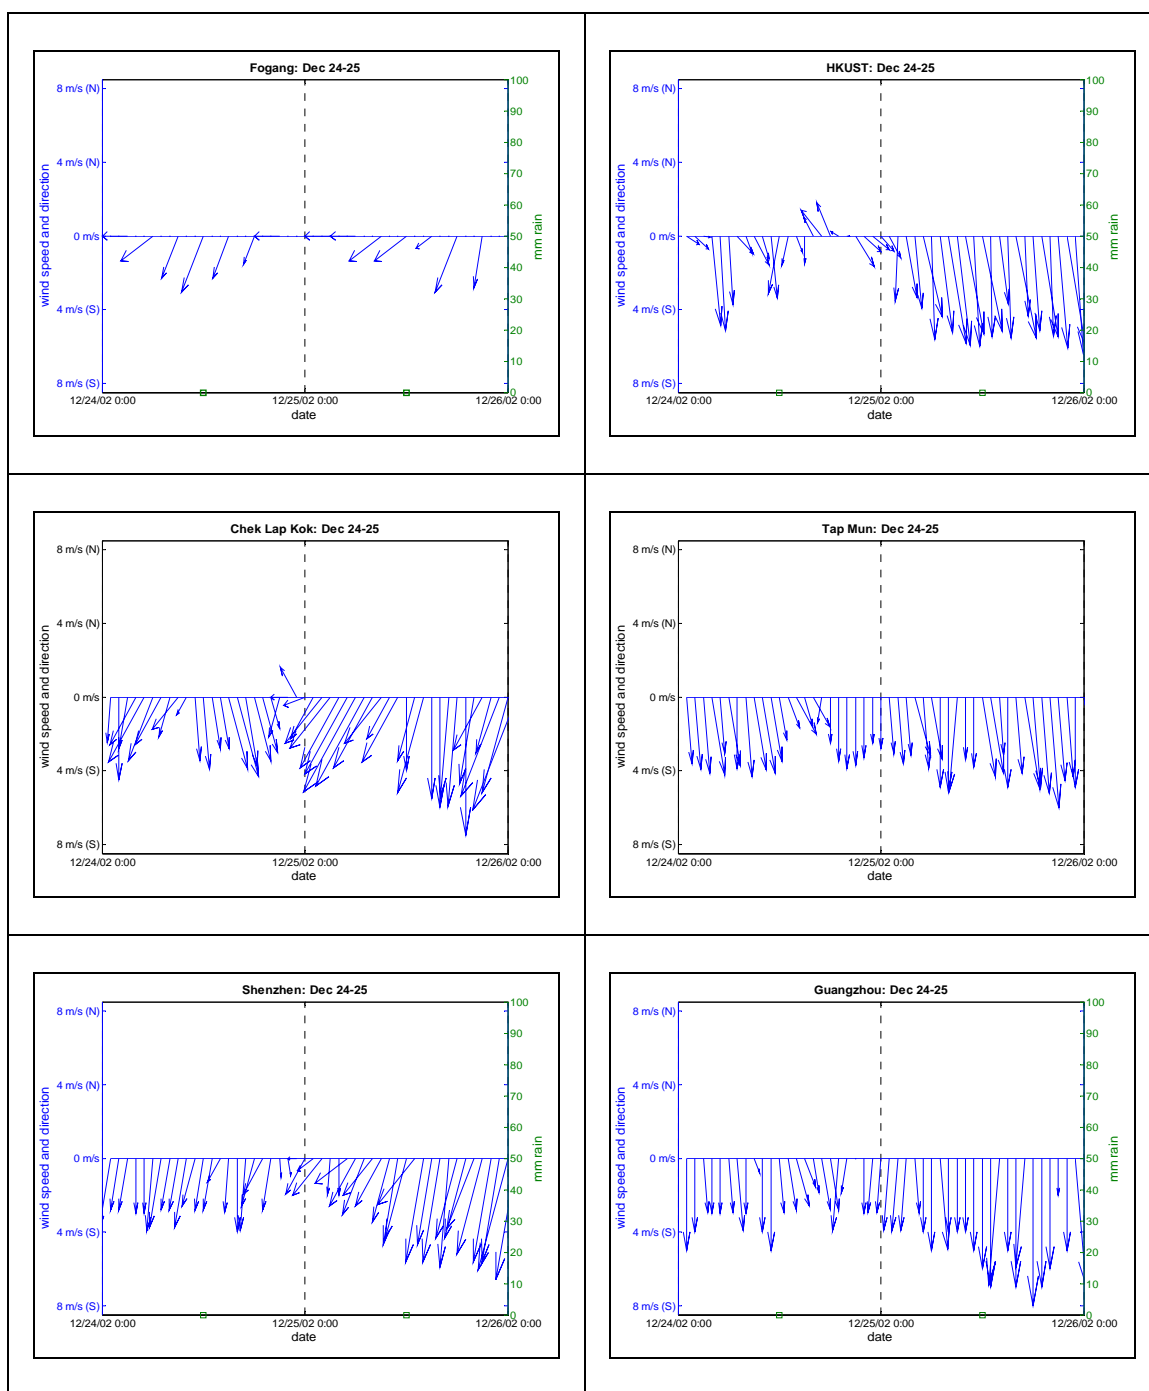 Fogang: Dec 24-25
8 m/s (N)
4 m/s (N)
0 m/s
4 m/s (S)
8 m/s (S)
wind speed and direction
100
90
80
70
60
50
40
30
20
10
0
mm rain
12/24/02 0:00
12/25/02 0:00
12/26/02 0:00
date
HKUST: Dec 24-25
8 m/s (N)
4 m/s (N)
0 m/s
4 m/s (S)
8 m/s (S)
wind speed and direction
100
90
80
70
60
50
40
30
20
10
0
mm rain
12/24/02 0:00
12/25/02 0:00
12/26/02 0:00
date
Chek Lap Kok: Dec 24-25
8 m/s (N)
4 m/s (N)
0 m/s
4 m/s (S)
8 m/s (S)
wind speed and direction
12/24/02 0:00
12/25/02 0:00
12/26/02 0:00
date
Tap Mun: Dec 24-25
8 m/s (N)
4 m/s (N)
0 m/s
4 m/s (S)
8 m/s (S)
wind speed and direction
12/24/02 0:00
12/25/02 0:00
12/26/02 0:00
date
Shenzhen: Dec 24-25
8 m/s (N)
4 m/s (N)
0 m/s
4 m/s (S)
8 m/s (S)
wind speed and direction
100
90
80
70
60
50
40
30
20
10
0
mm rain
12/24/02 0:00
12/25/02 0:00
12/26/02 0:00
date
Guangzhou: Dec 24-25
8 m/s (N)
4 m/s (N)
0 m/s
4 m/s (S)
8 m/s (S)
wind speed and direction
100
90
80
70
60
50
40
30
20
10
0
mm rain
12/24/02 0:00
12/25/02 0:00
12/26/02 0:00
date